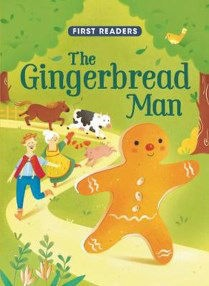 FIRST READERS
The
Gingerbread
Man